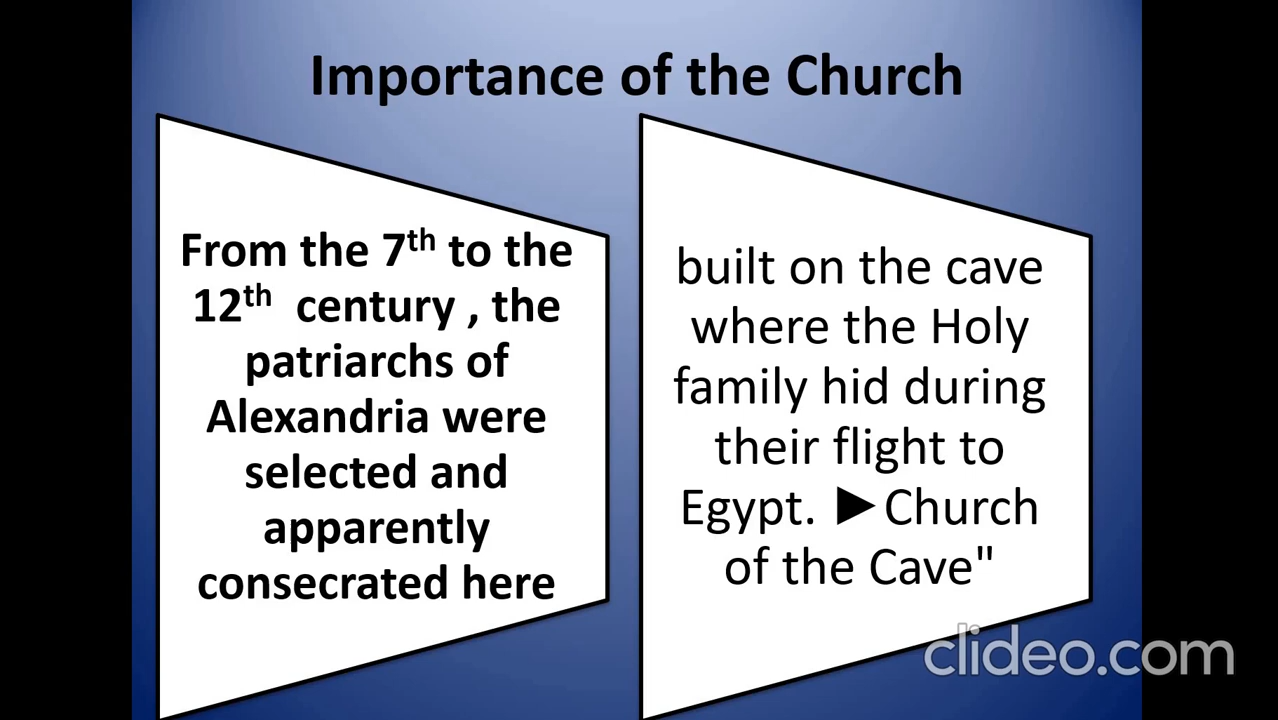 Importance of the Church
From the 7th to the
12th century , the
patriarchs of
Alexandria were
selected and
apparently
consecrated here
built on the cave
where the Holy
family hid during
their flight to
Egypt. ►Church
of the Cave"
clideo.com